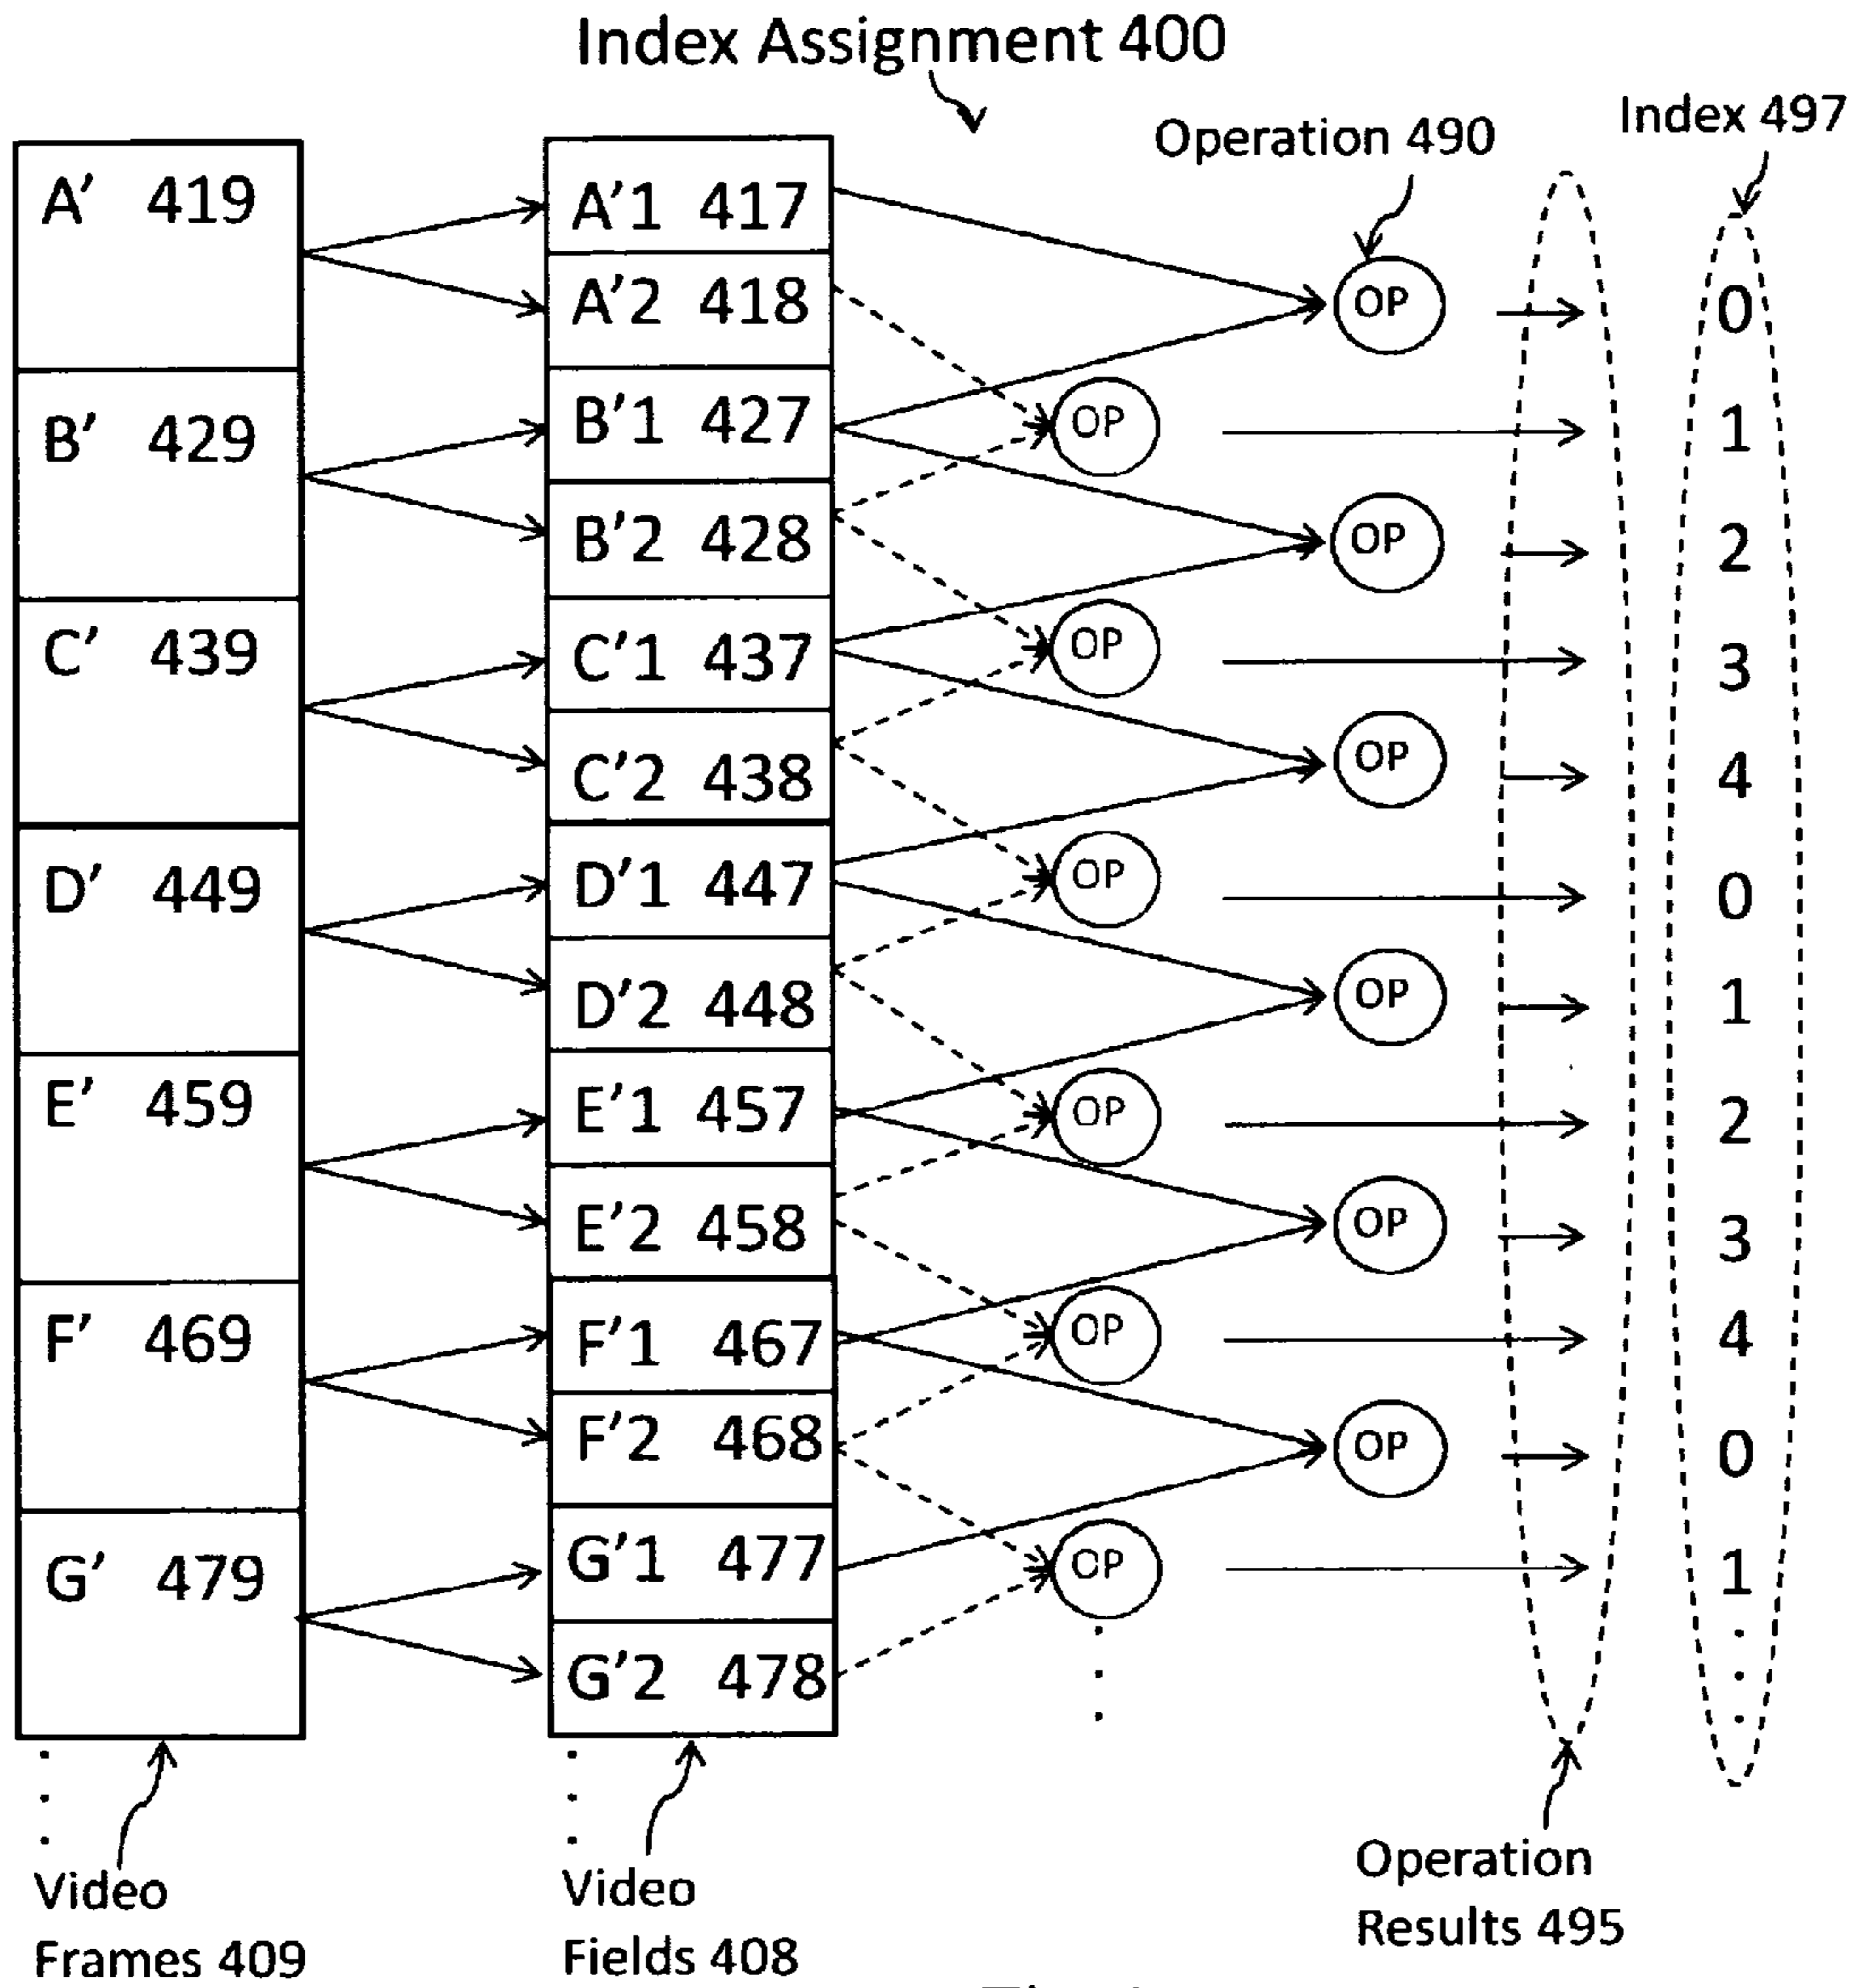 Index Assignment 400
Operation 490
Index 497
A' 419
B' 429
C' 439
D' 449
E' 459
F' 469
G' 479
A'1 417
A'2 418
B'1 427
B'2 428
C'1 437
C'2 438
D'1 447
D'2 448
E'1 457
E'2 458
F'1 467
F'2 468
G'1 477
G'2 478
OP
OP
OP
OP
OP
OP
OP
OP
OP
OP
OP
OP
0
1
2
3
4
0
1
2
3
4
0
1
Video
Frames 409
Video
Fields 408
Operation
Results 495